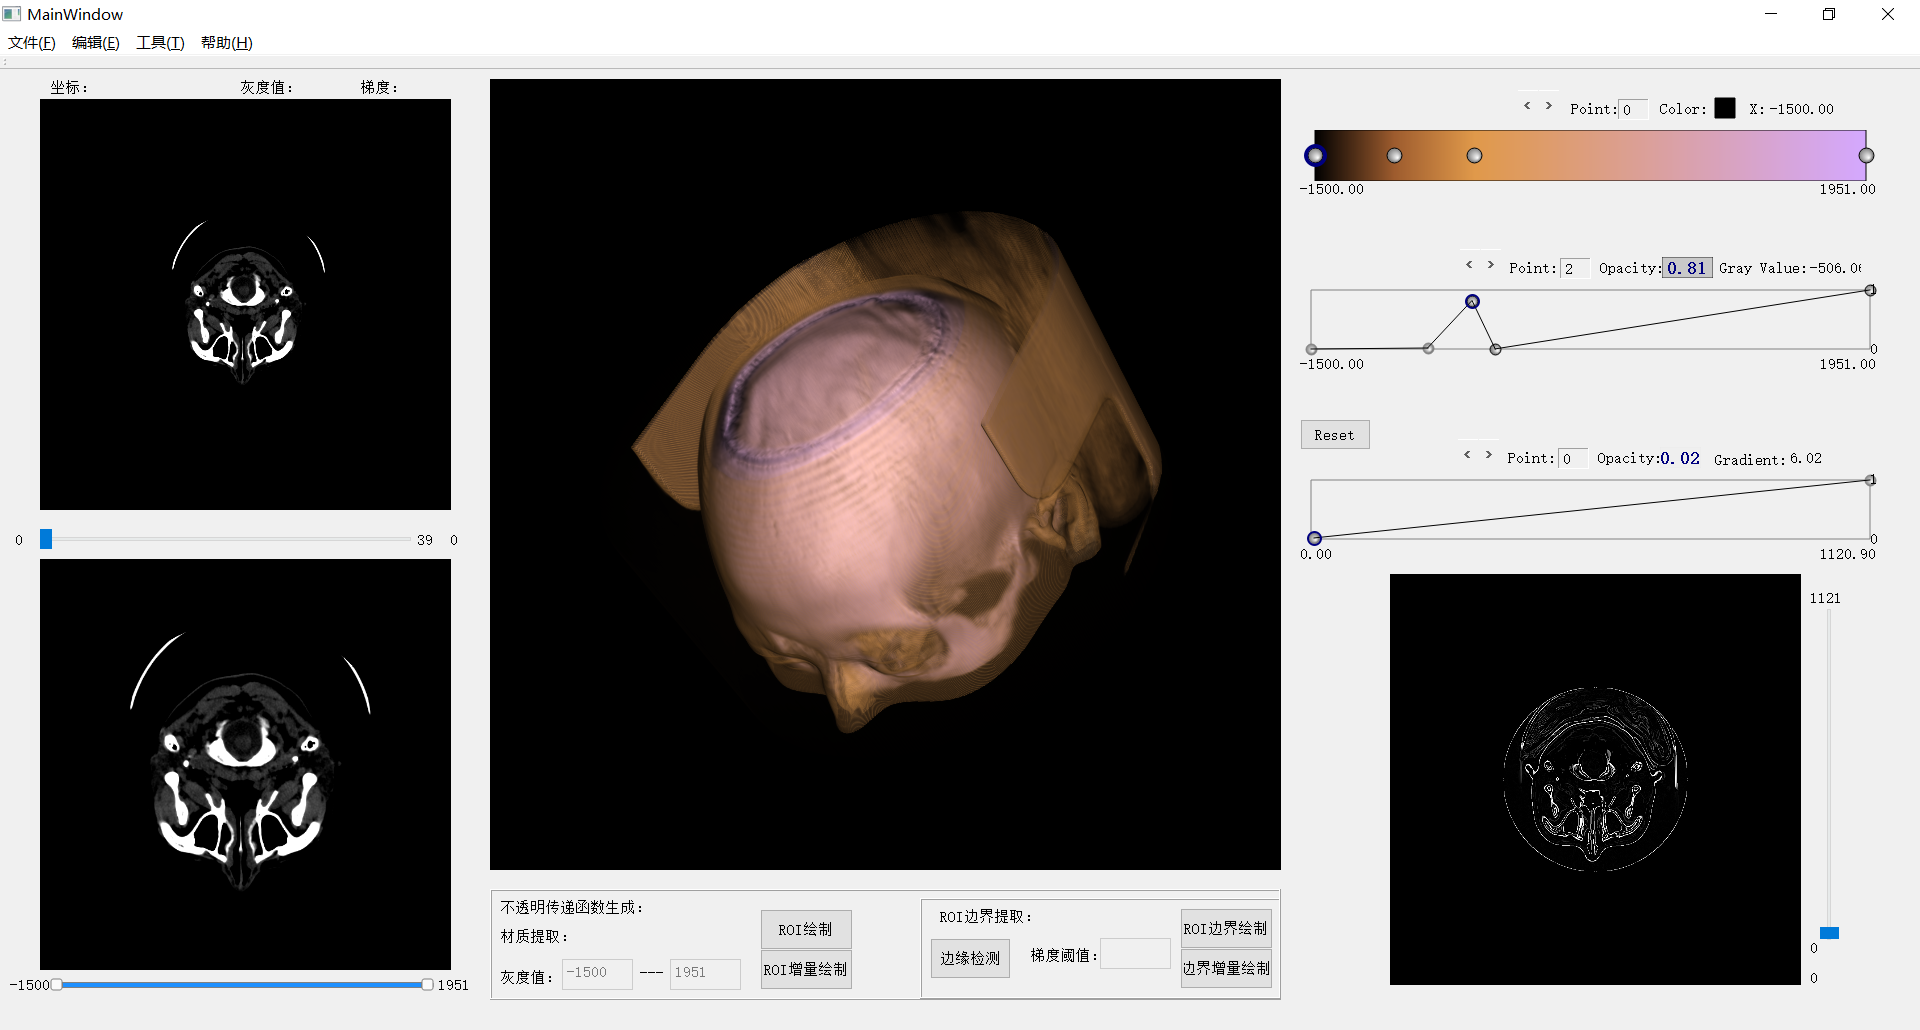 MainWindow
文件(F) 编辑(E) 工具(T) 帮助(H)
坐标： 灰度值： 梯度：
0 39 0
-1500 1951
不透明传递函数生成：
材质提取：
灰度值： -1500 --- 1951
ROI绘制
ROI增量绘制
ROI边界提取：
边缘检测 梯度阈值：
ROI边界绘制
边界增量绘制
< > Point: 0 Color: X: -1500.00
-1500.00 1951.00
< > Point: 2 Opacity: 0.81 Gray Value: -506.06
1
0
-1500.00 1951.00
Reset
< > Point: 0 Opacity: 0.02 Gradient: 6.02
1
0
0.00 1120.90
1121
0
0